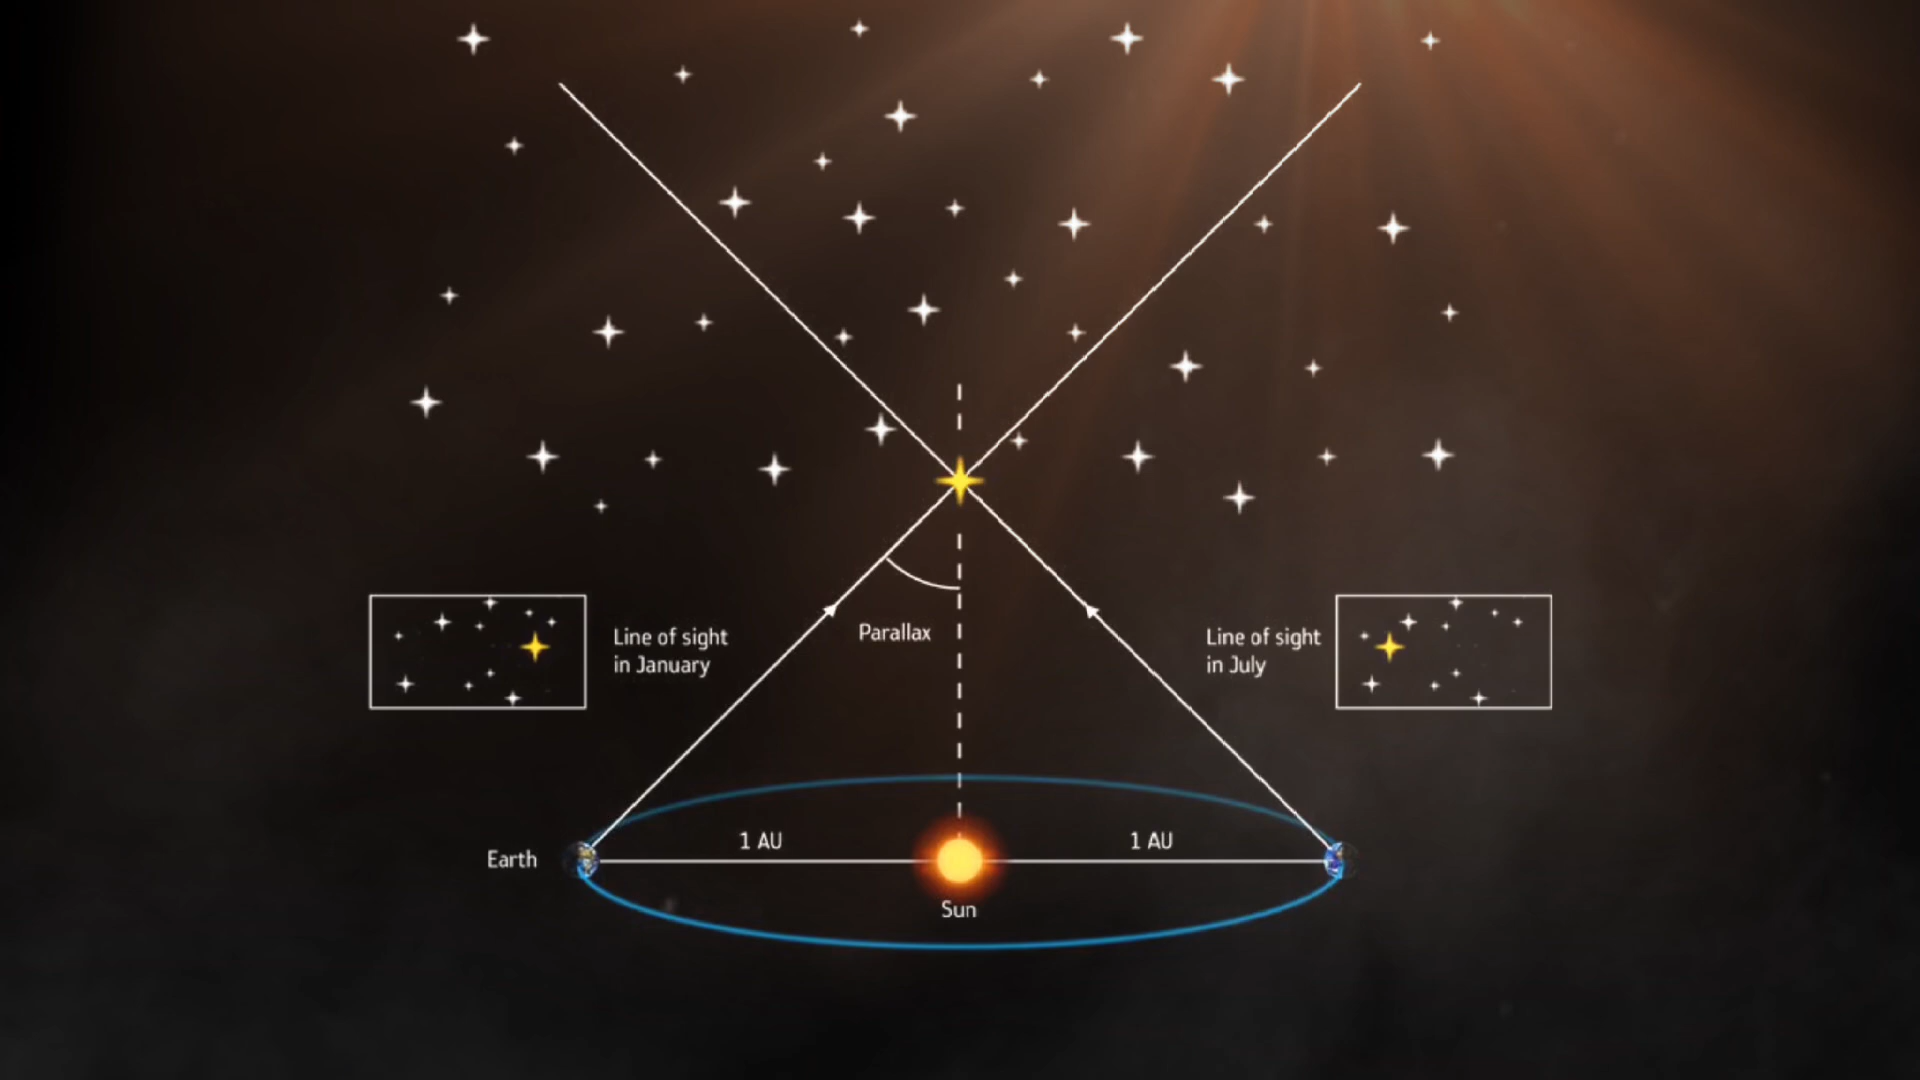 Parallax
Line of sight
in January
Line of sight
in July
1 AU
1 AU
Earth
Sun